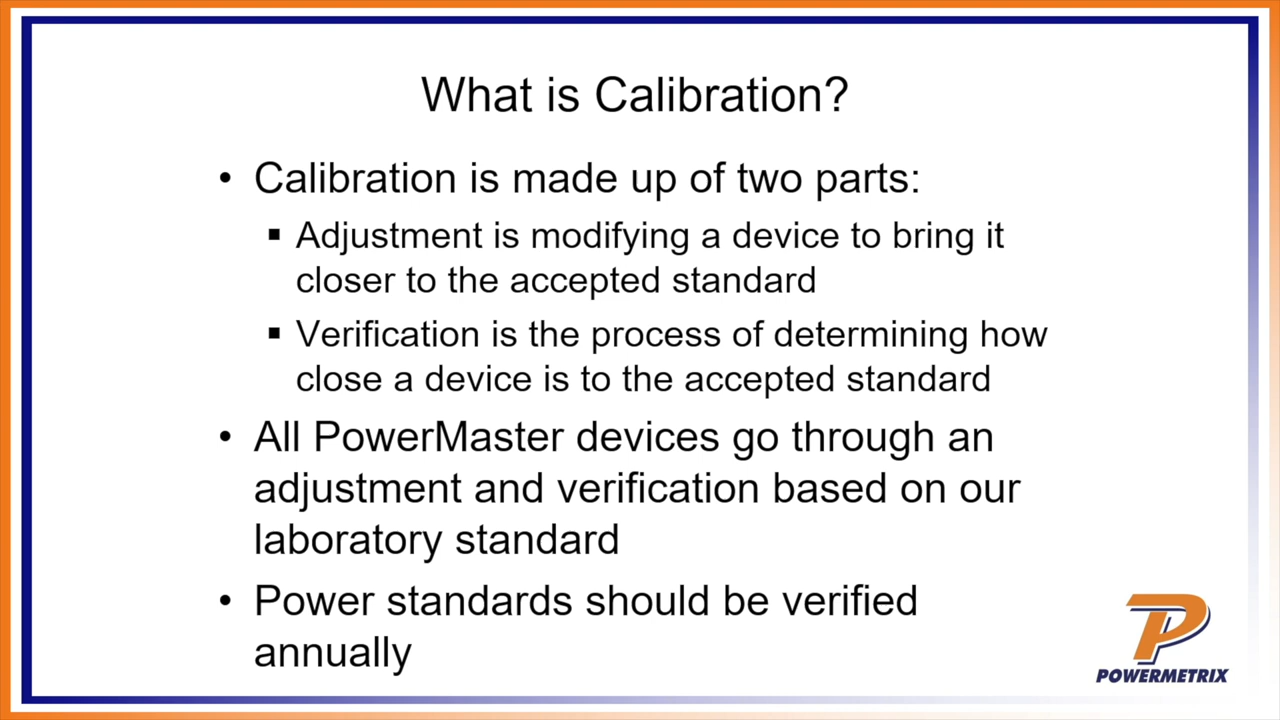 What is Calibration?
• Calibration is made up of two parts:
▪ Adjustment is modifying a device to bring it
closer to the accepted standard
▪ Verification is the process of determining how
close a device is to the accepted standard
• All PowerMaster devices go through an
adjustment and verification based on our
laboratory standard
• Power standards should be verified
annually
P
POWERMETRIX